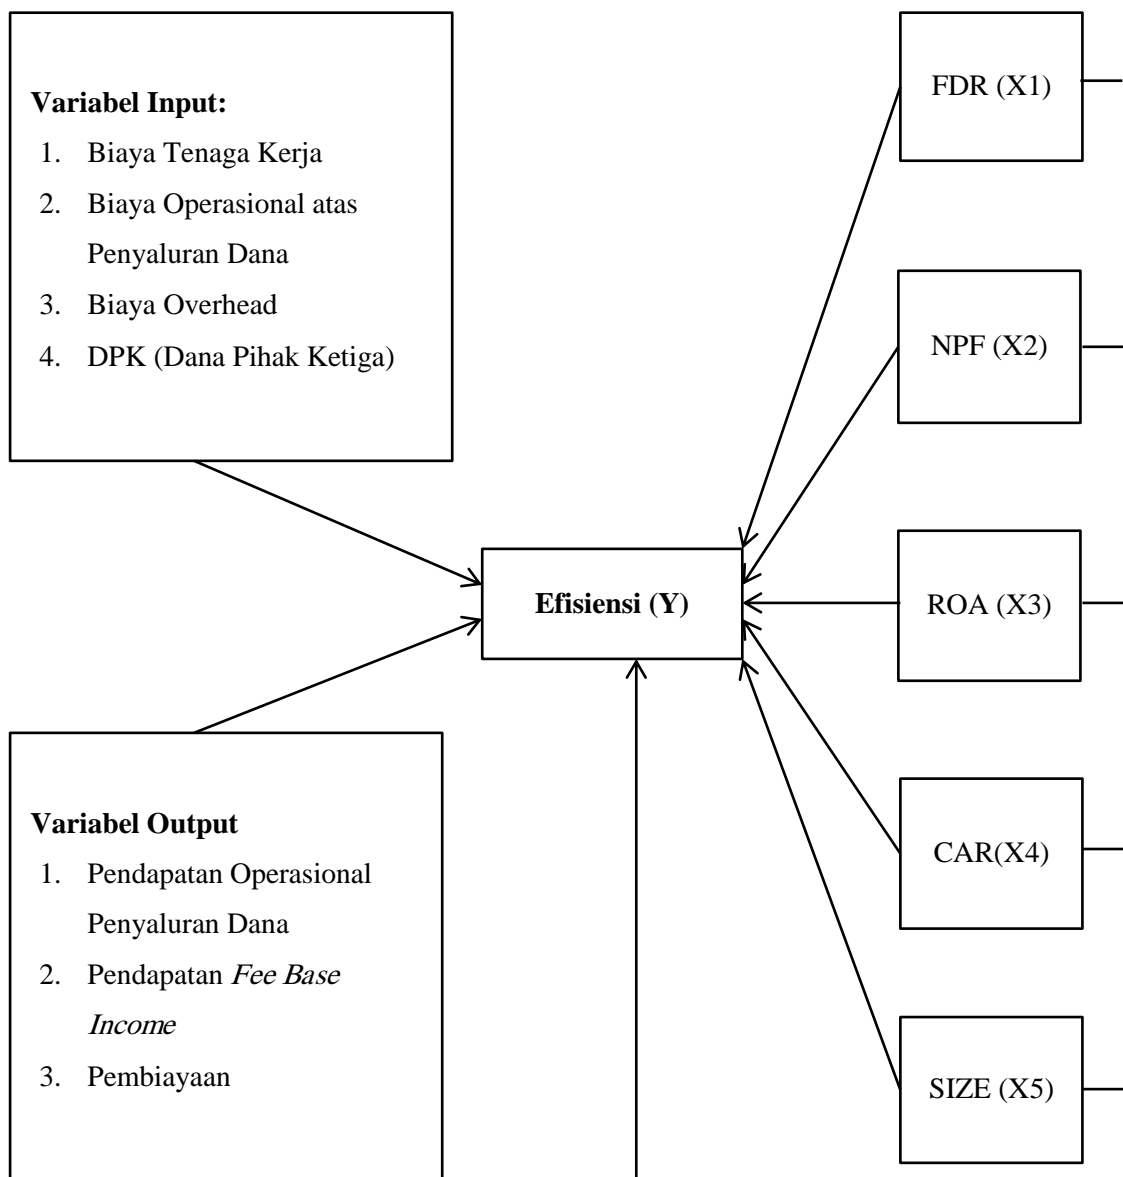 Variabel Input:
1. Biaya Tenaga Kerja
2. Biaya Operasional atas
Penyaluran Dana
3. Biaya Overhead
4. DPK (Dana Pihak Ketiga)
Efisiensi (Y)
Variabel Output
1. Pendapatan Operasional
Penyaluran Dana
2. Pendapatan Fee Base
Income
3. Pembiayaan
FDR (X1)
NPF (X2)
ROA (X3)
CAR(X4)
SIZE (X5)